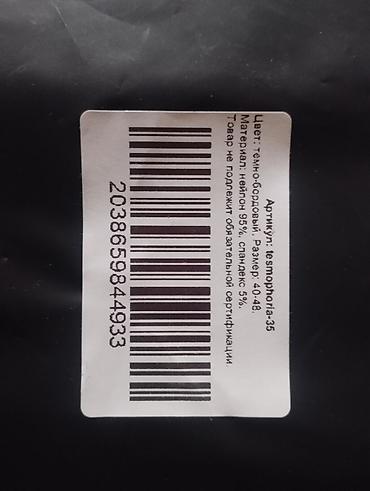 Артикул: tesmophoria-35
Цвет: темно-бордовый. Размер: 40-48.
Материал: нейлон 95%, спандекс 5%.
Товар не подлежит обязательной сертификации
2038659844933